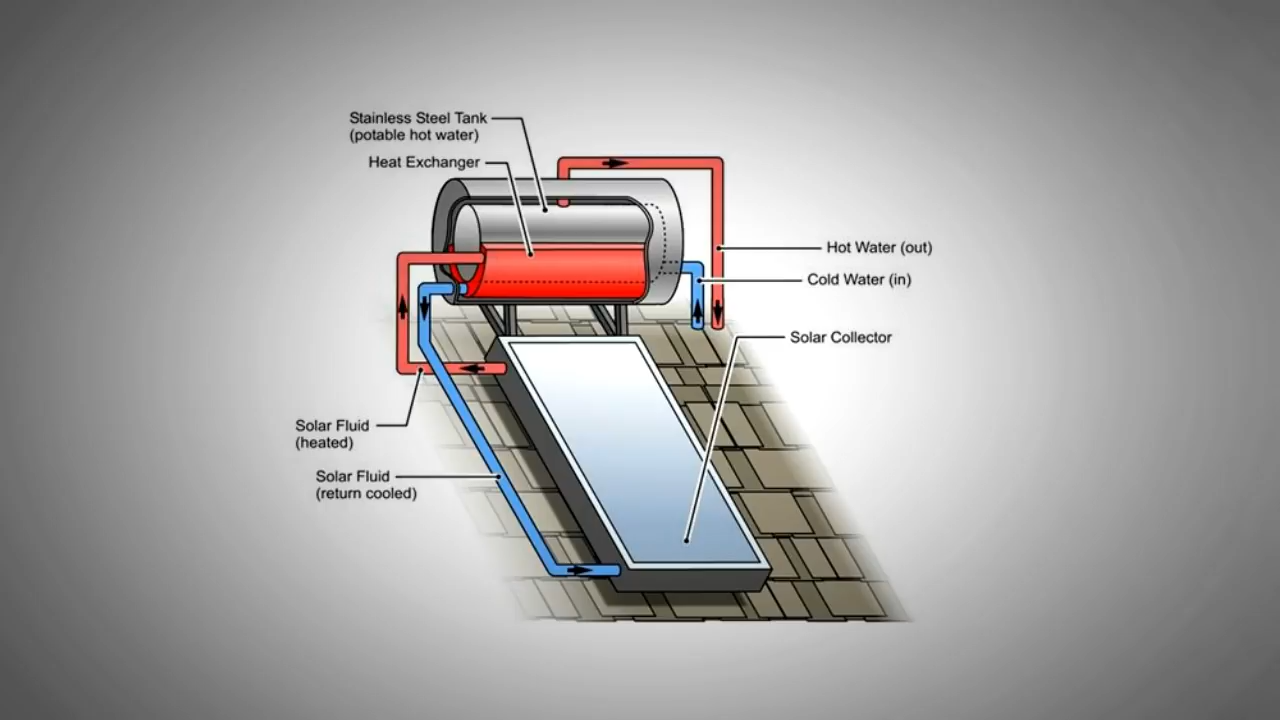 Stainless Steel Tank
(potable hot water)
Heat Exchanger
Hot Water (out)
Cold Water (in)
Solar Collector
Solar Fluid
(heated)
Solar Fluid
(return cooled)